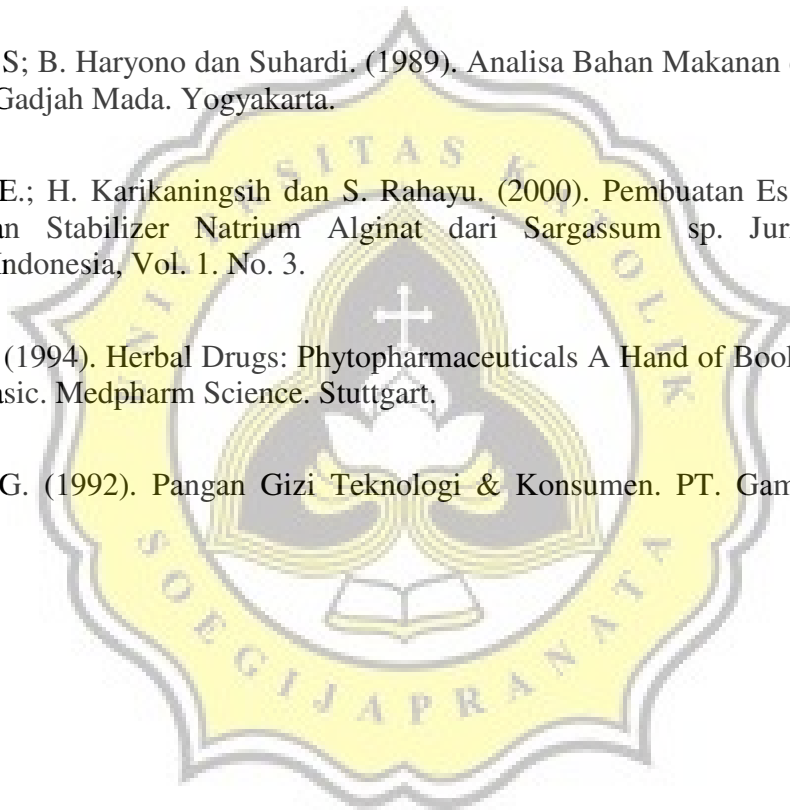 S; B. Haryono dan Suhardi. (1989). Analisa Bahan Makanan
Gadjah Mada. Yogyakarta.
E.; H. Karikaningsih dan S. Rahayu. (2000). Pembuatan Es
an Stabilizer Natrium Alginat dari Sargassum sp. Jur
Indonesia, Vol. 1. No. 3.
(1994). Herbal Drugs: Phytopharmaceuticals A Hand of Book
asic. Medpharm Science. Stuttgart.
G. (1992). Pangan Gizi Teknologi & Konsumen. PT. Gam
UNIVERSITAS KATOLIK
SOEGIJAPRANATA